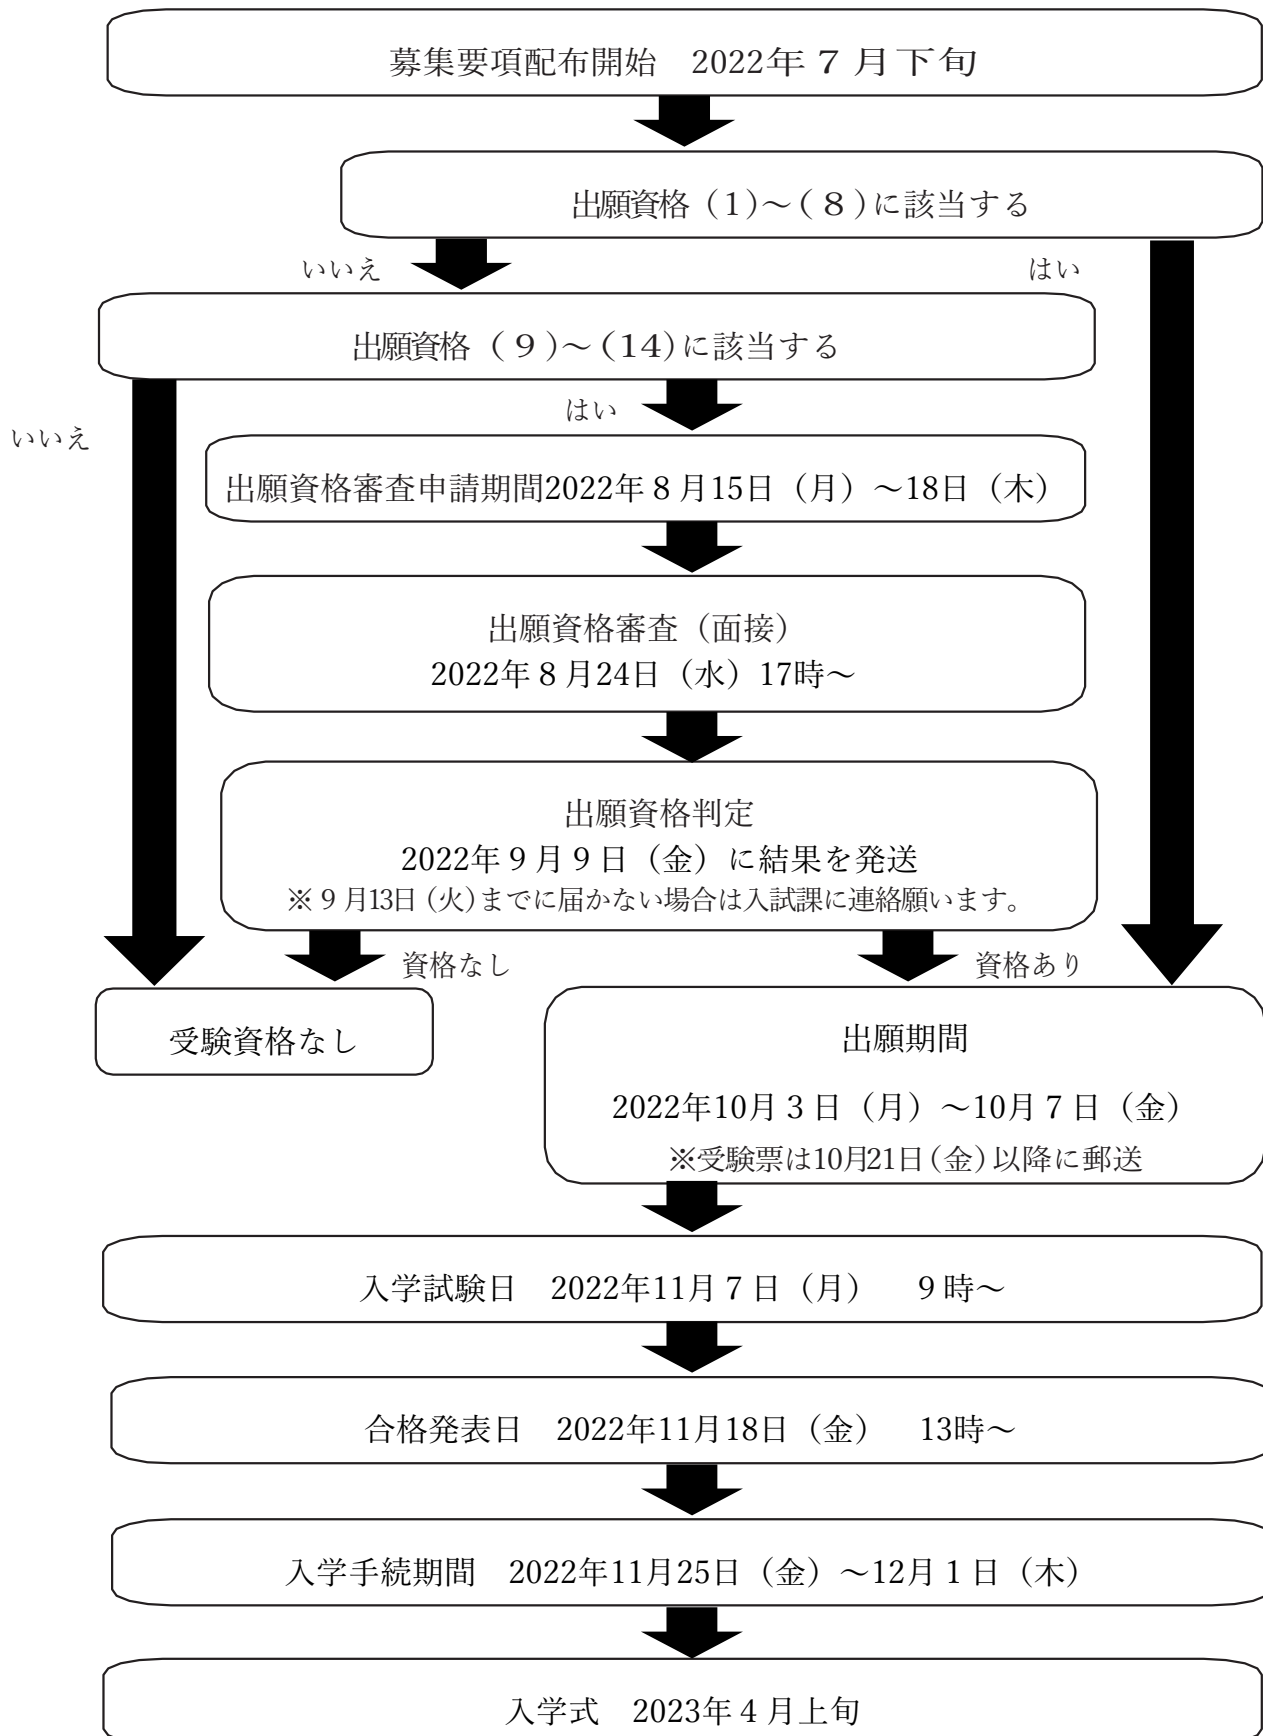 募集要項配布開始　2022年７月下旬
出願資格（1）～（８）に該当する
いいえ
はい
出願資格（９）～（14）に該当する
はい
いいえ
出願資格審査申請期間2022年８月15日（月）～18日（木）
出願資格審査（面接）
2022年８月24日（水）17時～
出願資格判定
2022年９月９日（金）に結果を発送
※９月13日（火）までに届かない場合は入試課に連絡願います。
資格なし
資格あり
受験資格なし
出願期間
2022年10月３日（月）～10月７日（金）
※受験票は10月21日（金）以降に郵送
入学試験日　2022年11月７日（月）　９時～
合格発表日　2022年11月18日（金）　13時～
入学手続期間　2022年11月25日（金）～12月１日（木）
入学式　2023年４月上旬